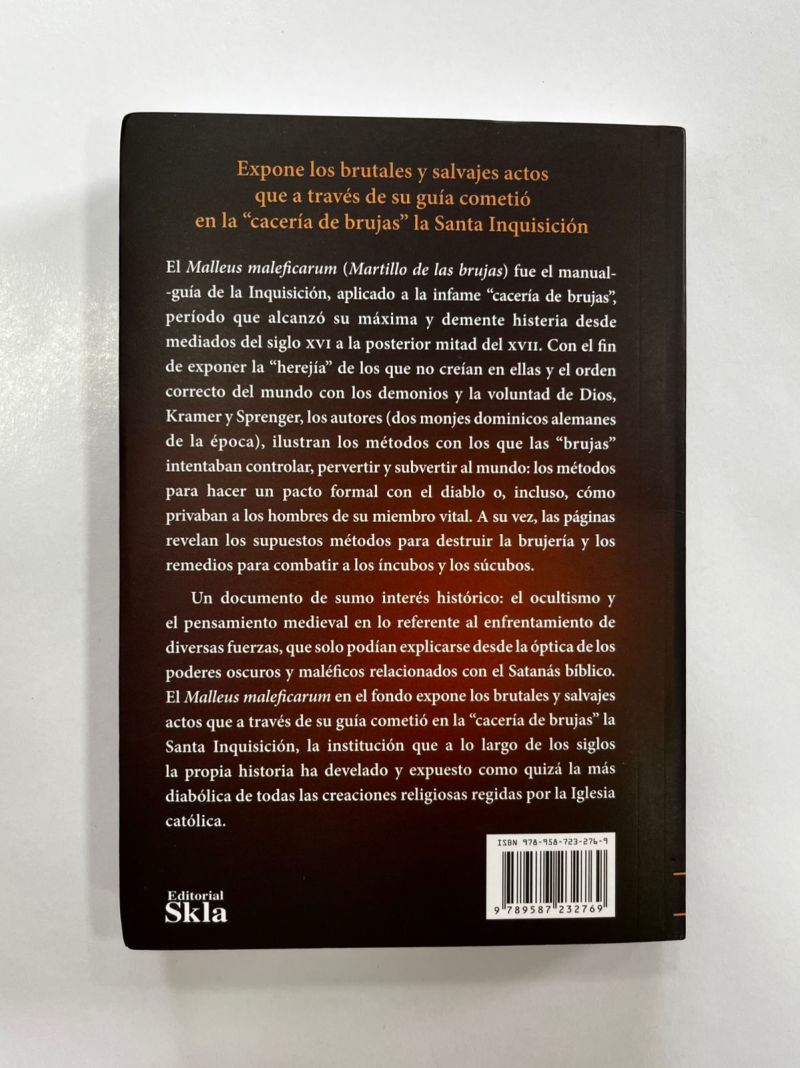 Expone los brutales y salvajes actos
que a través de su guía cometió
en la “cacería de brujas” la Santa Inquisición
El Malleus maleficarum (Martillo de las brujas) fue el manual-
-guía de la Inquisición, aplicado a la infame “cacería de brujas”,
período que alcanzó su máxima y demente histeria desde
mediados del siglo XVI a la posterior mitad del XVII. Con el fin
de exponer la “herejía” de los que no creían en ellas y el orden
correcto del mundo con los demonios y la voluntad de Dios,
Kramer y Sprenger, los autores (dos monjes dominicos alemanes
de la época), ilustran los métodos con los que las “brujas”
intentaban controlar, pervertir y subvertir al mundo: los métodos
para hacer un pacto formal con el diablo o, incluso, cómo
privaban a los hombres de su miembro vital. A su vez, las páginas
revelan los supuestos métodos para destruir la brujería y los
remedios para combatir a los íncubos y los súcubos.
Un documento de sumo interés histórico: el ocultismo y
el pensamiento medieval en lo referente al enfrentamiento de
diversas fuerzas, que solo podían explicarse desde la óptica de los
poderes oscuros y maléficos relacionados con el Satanás bíblico.
El Malleus maleficarum en el fondo expone los brutales y salvajes
actos que a través de su guía cometió en la “cacería de brujas” la
Santa Inquisición, la institución que a lo largo de los siglos
la propia historia ha develado y expuesto como quizá la más
diabólica de todas las creaciones religiosas regidas por la Iglesia
católica.
ISBN 978-958-723-276-9
9 789587 232769
Editorial
Skla